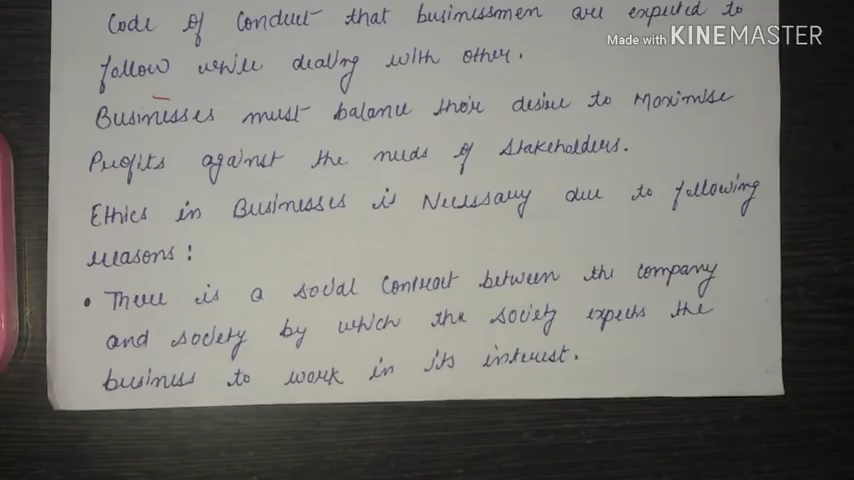 Code of Conduct that businessmen are expected to
Made with KINEMASTER
follow while dealing with other.
Businesses must balance their desire to Maximise
Profits against the needs of Stakeholders.
Ethics in Businesses is Necessary due to following
reasons :
• There is a social Contract between the company
and society by which the society expects the
business to work in its interest.